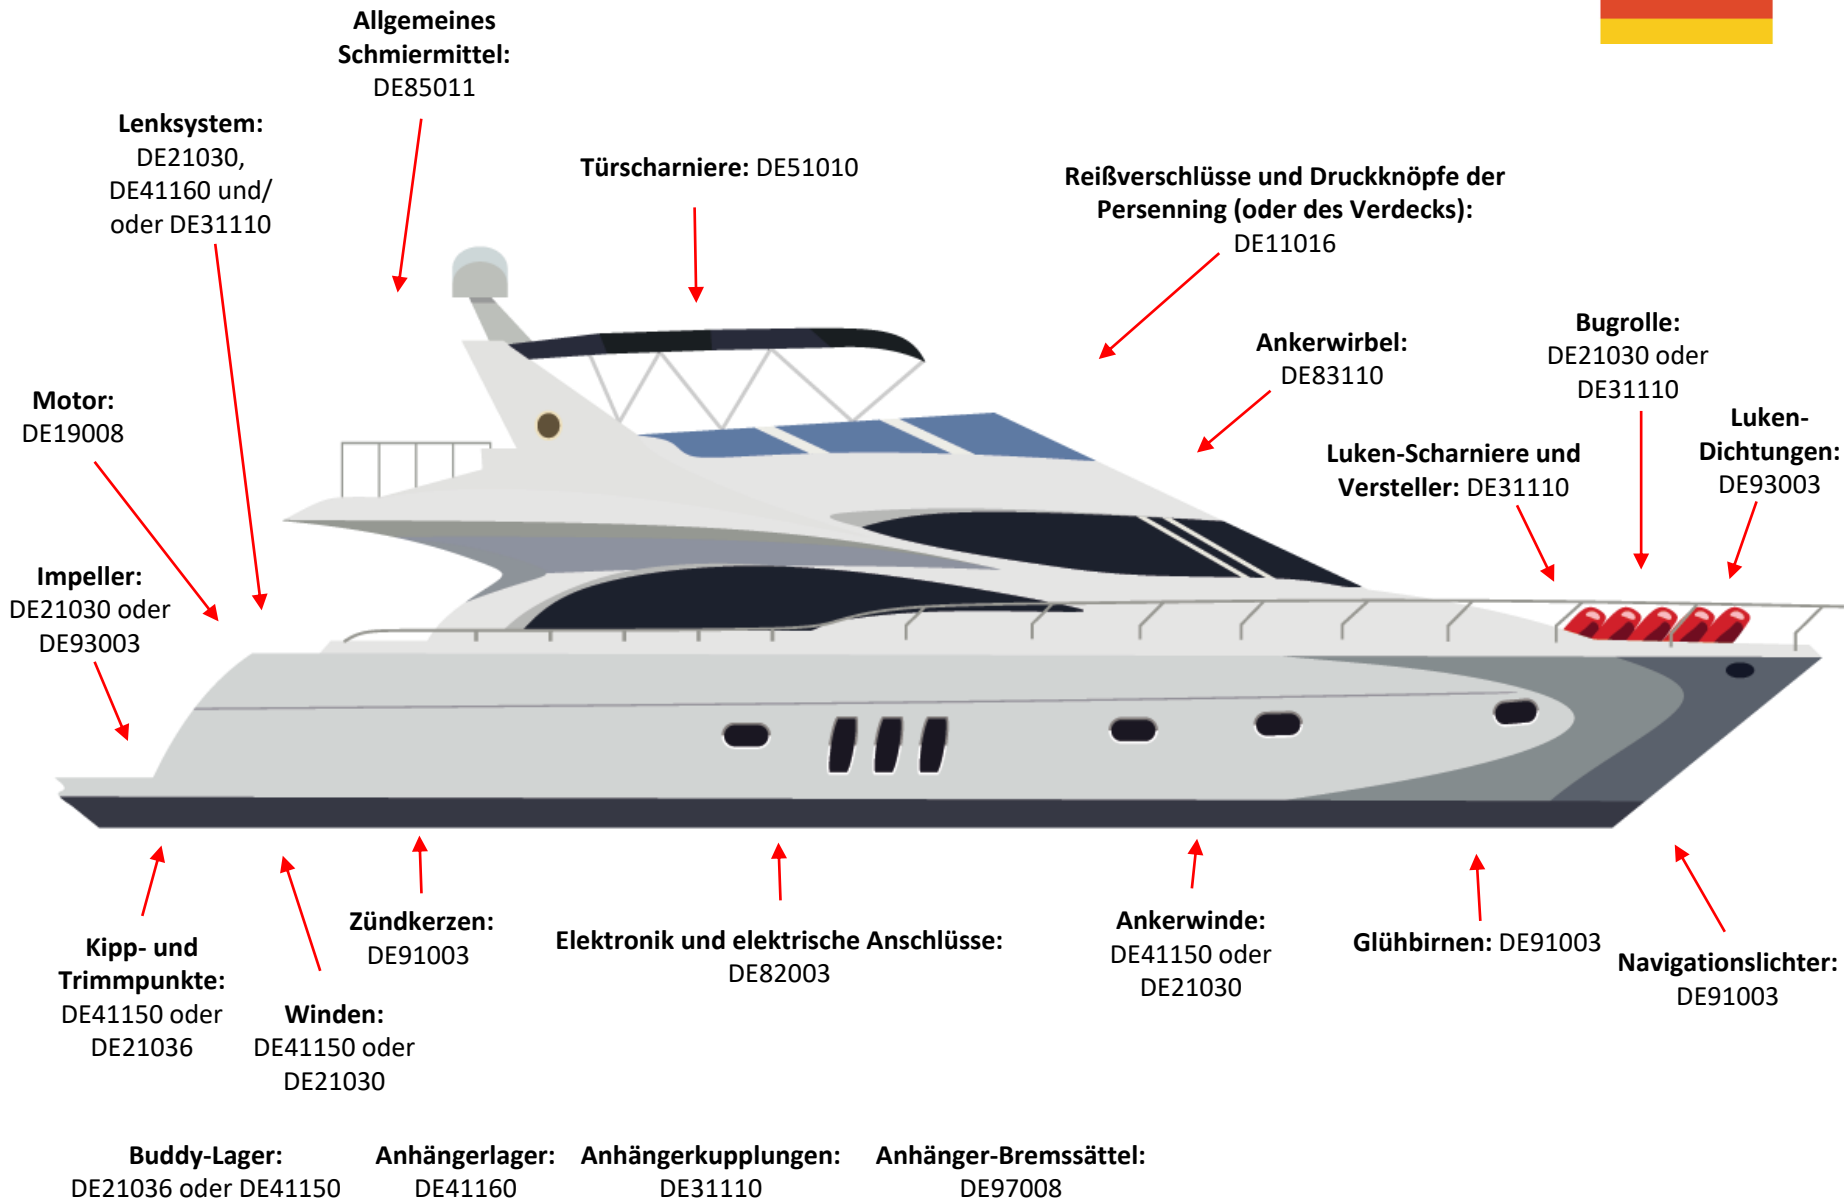 Allgemeines
Schmiermittel:
DE85011
Lenksystem:
DE21030,
DE41160 und/
oder DE31110
Türscharniere: DE51010
Reißverschlüsse und Druckknöpfe der
Persenning (oder des Verdecks):
DE11016
Ankerwirbel:
DE83110
Bugrolle:
DE21030 oder
DE31110
Luken-
Dichtungen:
DE93003
Luken-Scharniere und
Versteller: DE31110
Motor:
DE19008
Impeller:
DE21030 oder
DE93003
Kipp- und
Trimmpunkte:
DE41150 oder
DE21036
Winden:
DE41150 oder
DE21030
Zündkerzen:
DE91003
Elektronik und elektrische Anschlüsse:
DE82003
Ankerwinde:
DE41150 oder
DE21030
Glühbirnen: DE91003
Navigationslichter:
DE91003
Buddy-Lager:
DE21036 oder DE41150
Anhängerlager:
DE41160
Anhängerkupplungen:
DE31110
Anhänger-Bremssättel:
DE97008